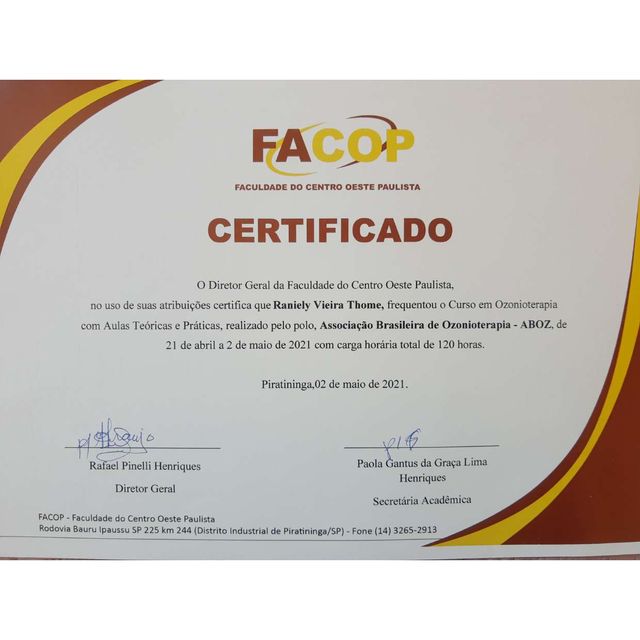 FACOP
FACULDADE DO CENTRO OESTE PAULISTA
CERTIFICADO
O Diretor Geral da Faculdade do Centro Oeste Paulista,
no uso de suas atribuições certifica que Raniely Vieira Thome, frequentou o Curso em Ozonioterapia
com Aulas Teóricas e Práticas, realizado pelo polo, Associação Brasileira de Ozonioterapia - ABOZ, de
21 de abril a 2 de maio de 2021 com carga horária total de 120 horas.
Piratininga,02 de maio de 2021.
Rafael Pinelli Henriques
Diretor Geral
Paola Gantus da Graça Lima
Henriques
Secretária Acadêmica
FACOP - Faculdade do Centro Oeste Paulista
Rodovia Bauru Ipaussu SP 225 km 244 (Distrito Industrial de Piratininga/SP) - Fone (14) 3265-2913